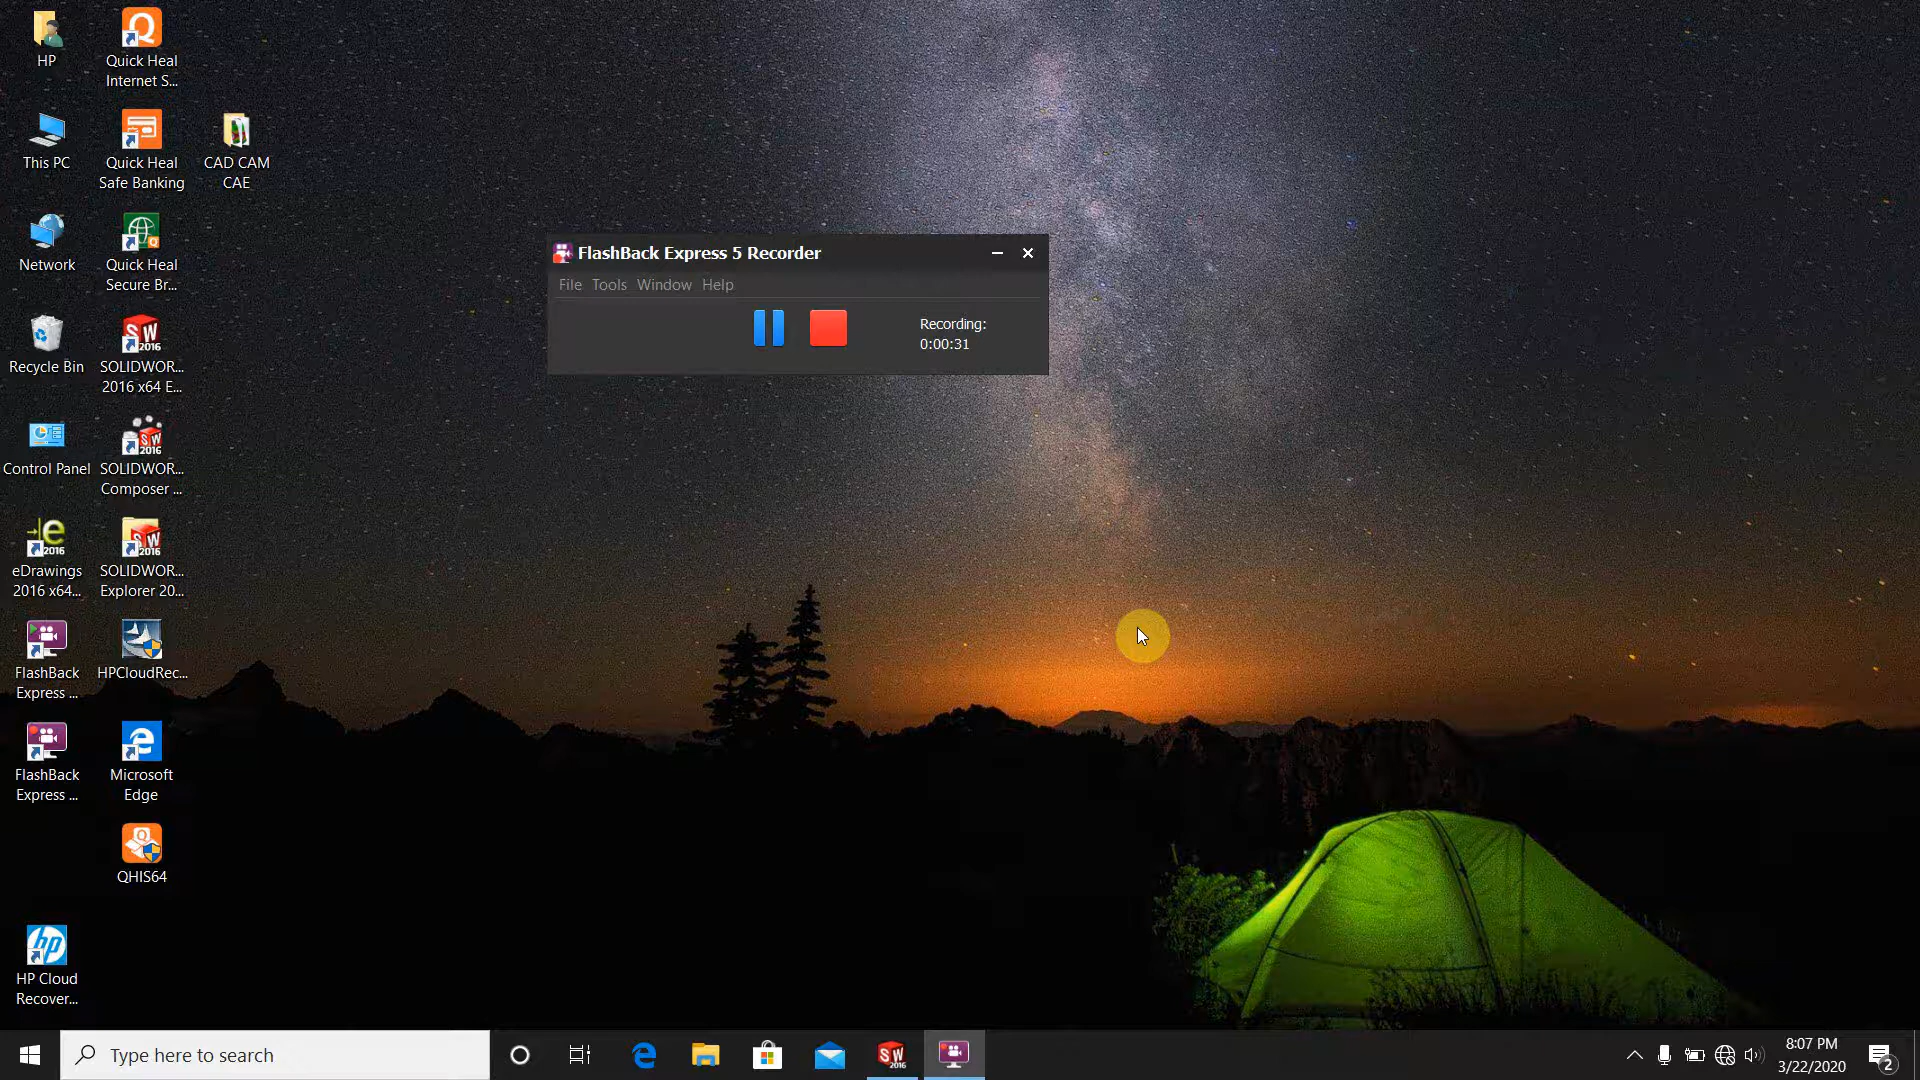 HP
Quick Heal
Internet S...
This PC
Quick Heal
Safe Banking
CAD CAM
CAE
Network
Quick Heal
Secure Br...
Recycle Bin
SOLIDWOR...
2016 x64 E...
Control Panel
SOLIDWOR...
Composer ...
eDrawings
2016 x64...
SOLIDWOR...
Explorer 20...
FlashBack
Express ...
HPCloudRec...
FlashBack
Express ...
Microsoft
Edge
QHIS64
HP Cloud
Recover...
FlashBack Express 5 Recorder
File Tools Window Help
Recording:
0:00:31
Type here to search
8:07 PM
3/22/2020
2